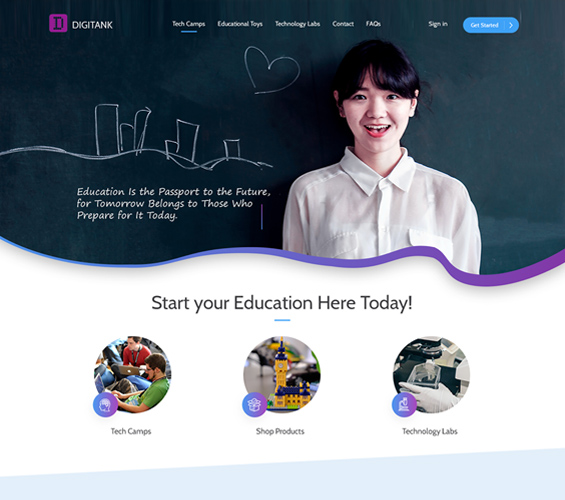 D DIGITANK
Tech Camps Educational Toys Technology Labs Contact FAQs Sign in Get Started
Education Is the Passport to the Future,
for Tomorrow Belongs to Those Who
Prepare for It Today.
Start your Education Here Today!
Tech Camps Shop Products Technology Labs